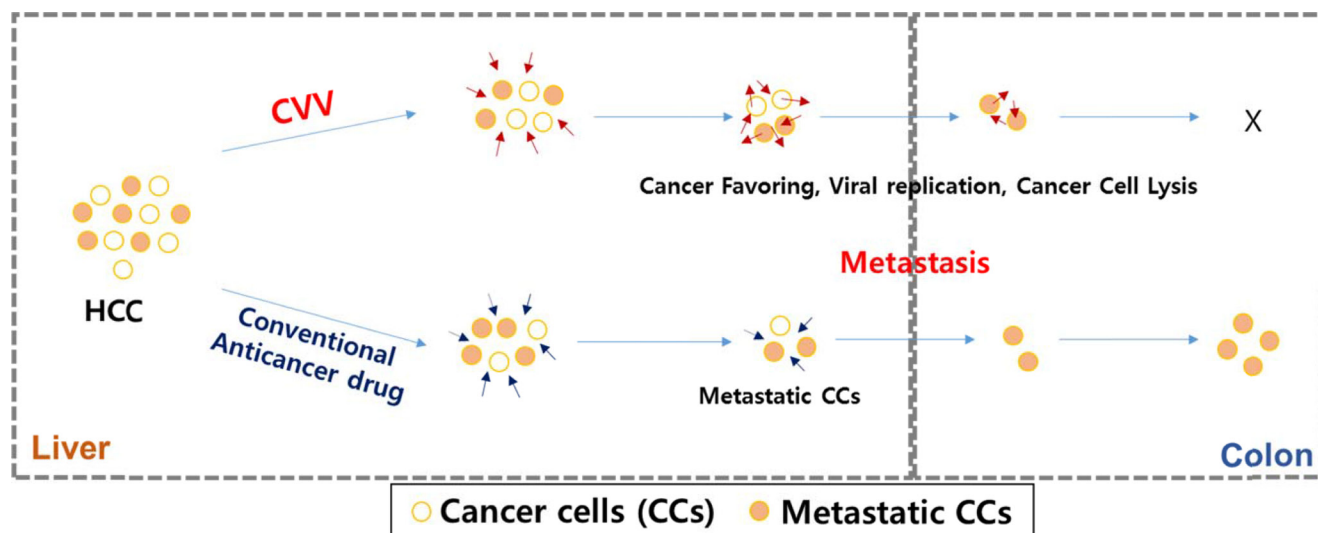 CVV
X
Cancer Favoring, Viral replication, Cancer Cell Lysis
Metastasis
HCC
Conventional
Anticancer drug
Metastatic CCs
Liver
Colon
Cancer cells (CCs)
Metastatic CCs